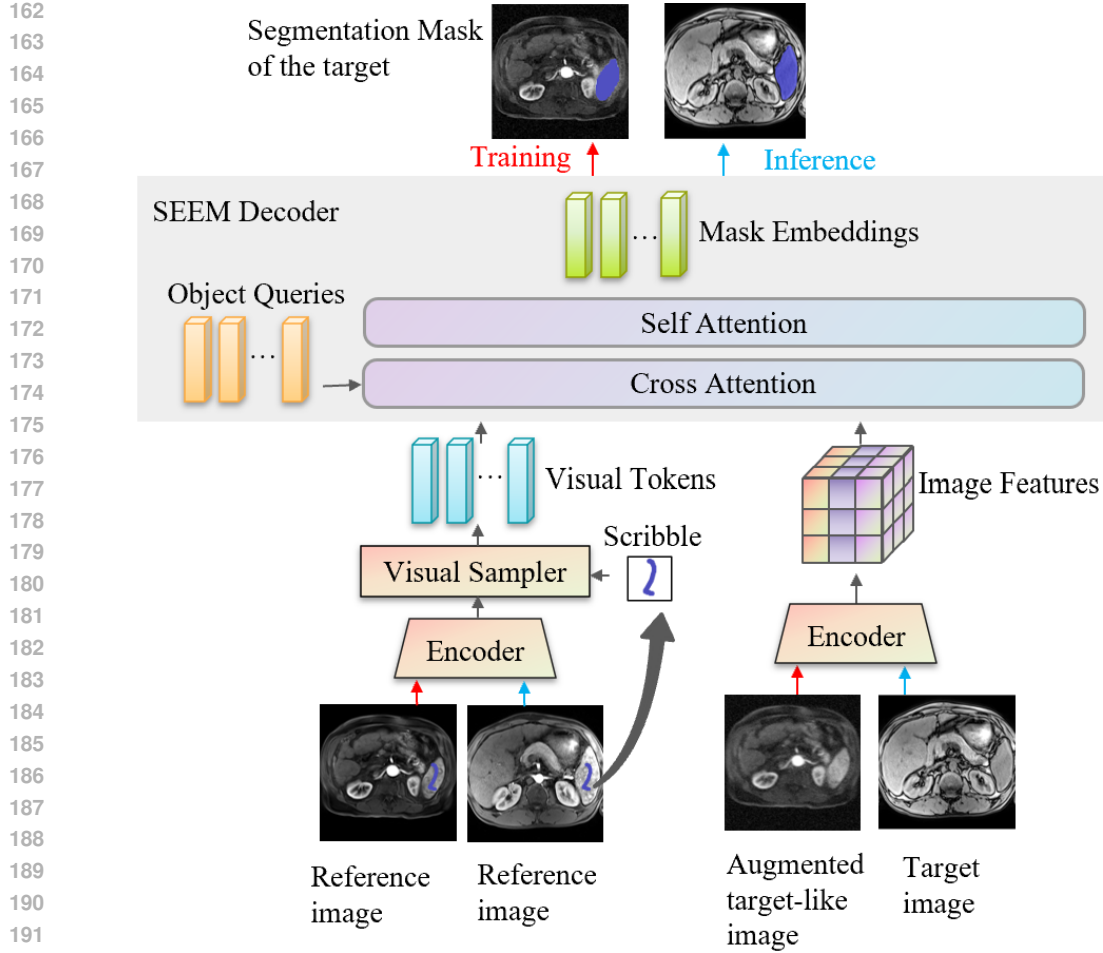 162
163
164
165
166
167
168
169
170
171
172
173
174
175
176
177
178
179
180
181
182
183
184
185
186
187
188
189
190
191
Segmentation Mask
of the target
Training
Inference
SEEM Decoder
Mask Embeddings
Object Queries
...
...
Self Attention
Cross Attention
...
Visual Tokens
Image Features
Scribble
Visual Sampler
Encoder
Encoder
Reference
image
Reference
image
Augmented
target-like
image
Target
image